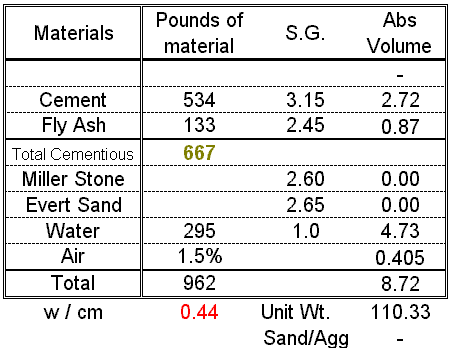 Materials Pounds of material S.G. Abs Volume
-
Cement 534 3.15 2.72
Fly Ash 133 2.45 0.87
Total Cementious 667
Miller Stone 2.60 0.00
Evert Sand 2.65 0.00
Water 295 1.0 4.73
Air 1.5% 0.405
Total 962 8.72
w / cm 0.44 Unit Wt. 110.33
Sand/Agg -